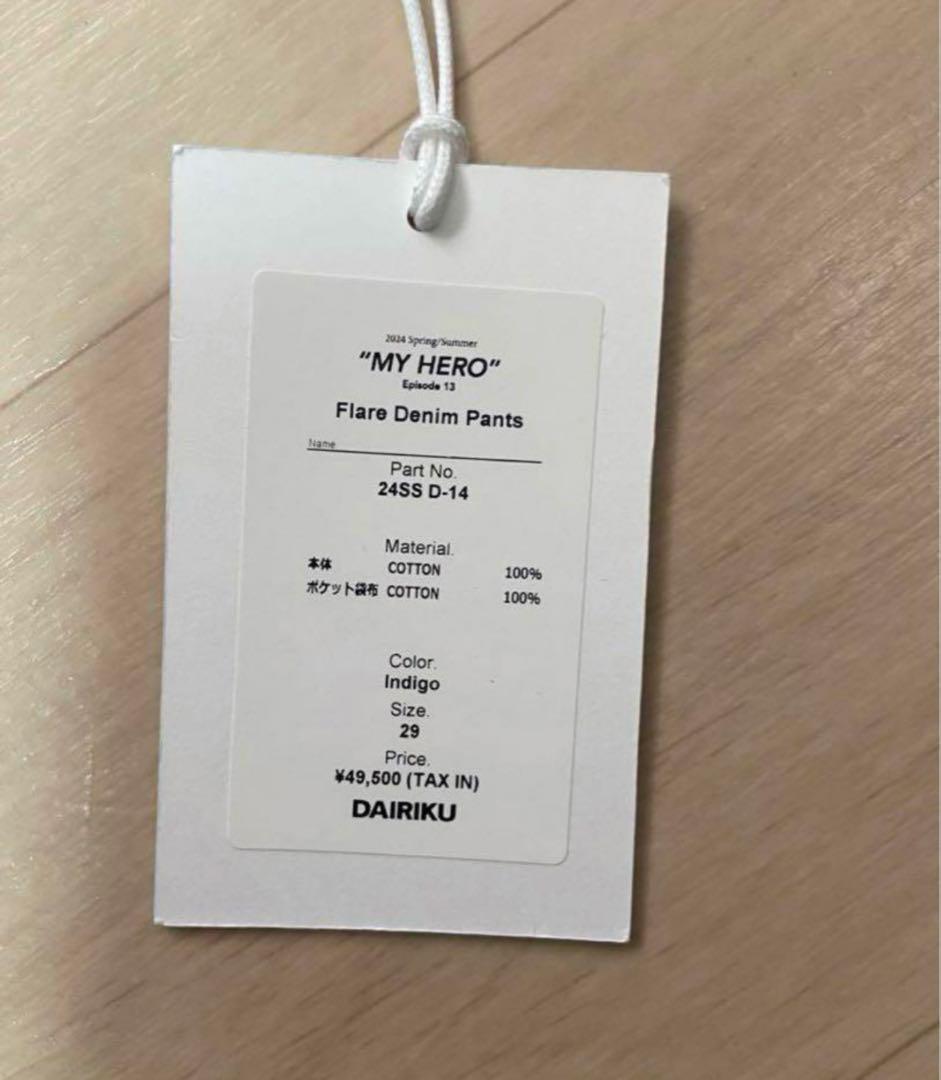 2024 Spring/Summer
“MY HERO”
Episode 13
Flare Denim Pants
Name
Part No.
24SS D-14
Material.
本体 COTTON 100%
ポケット袋布 COTTON 100%
Color.
Indigo
Size.
29
Price.
¥49,500 (TAX IN)
DAIRIKU